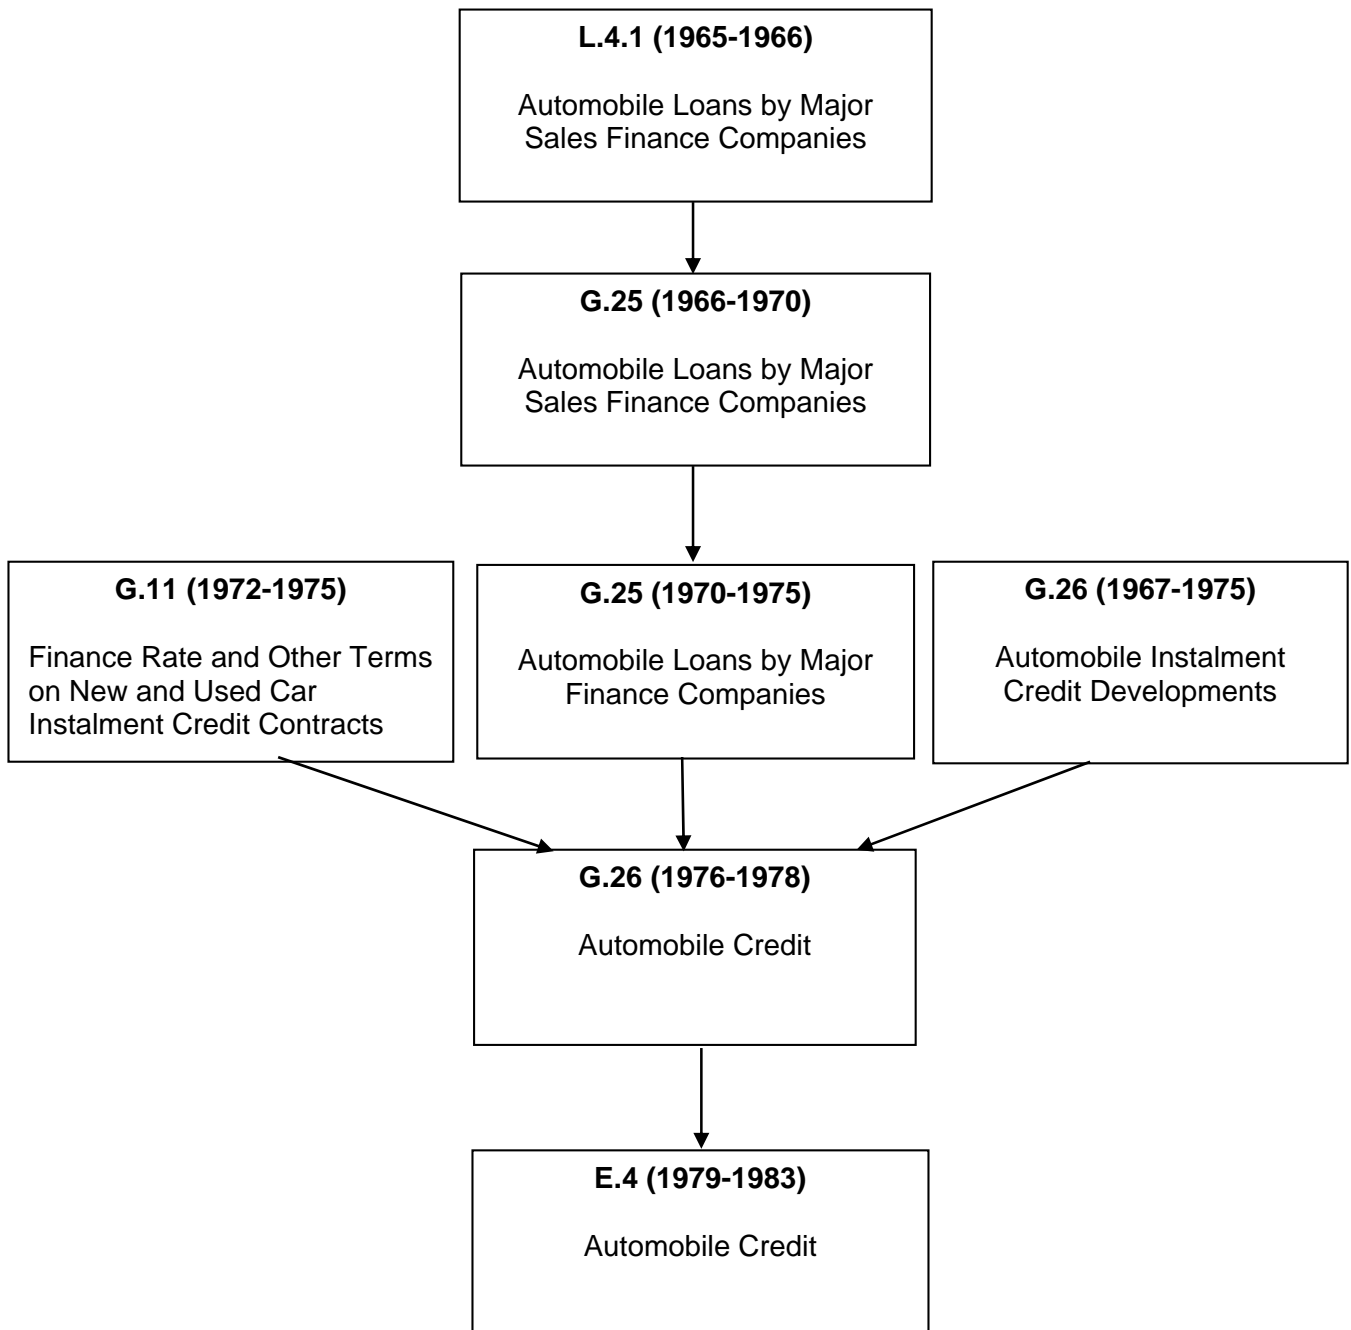 L.4.1 (1965-1966)
Automobile Loans by Major
Sales Finance Companies
G.25 (1966-1970)
Automobile Loans by Major
Sales Finance Companies
G.11 (1972-1975)
Finance Rate and Other Terms
on New and Used Car
Instalment Credit Contracts
G.25 (1970-1975)
Automobile Loans by Major
Finance Companies
G.26 (1967-1975)
Automobile Instalment
Credit Developments
G.26 (1976-1978)
Automobile Credit
E.4 (1979-1983)
Automobile Credit